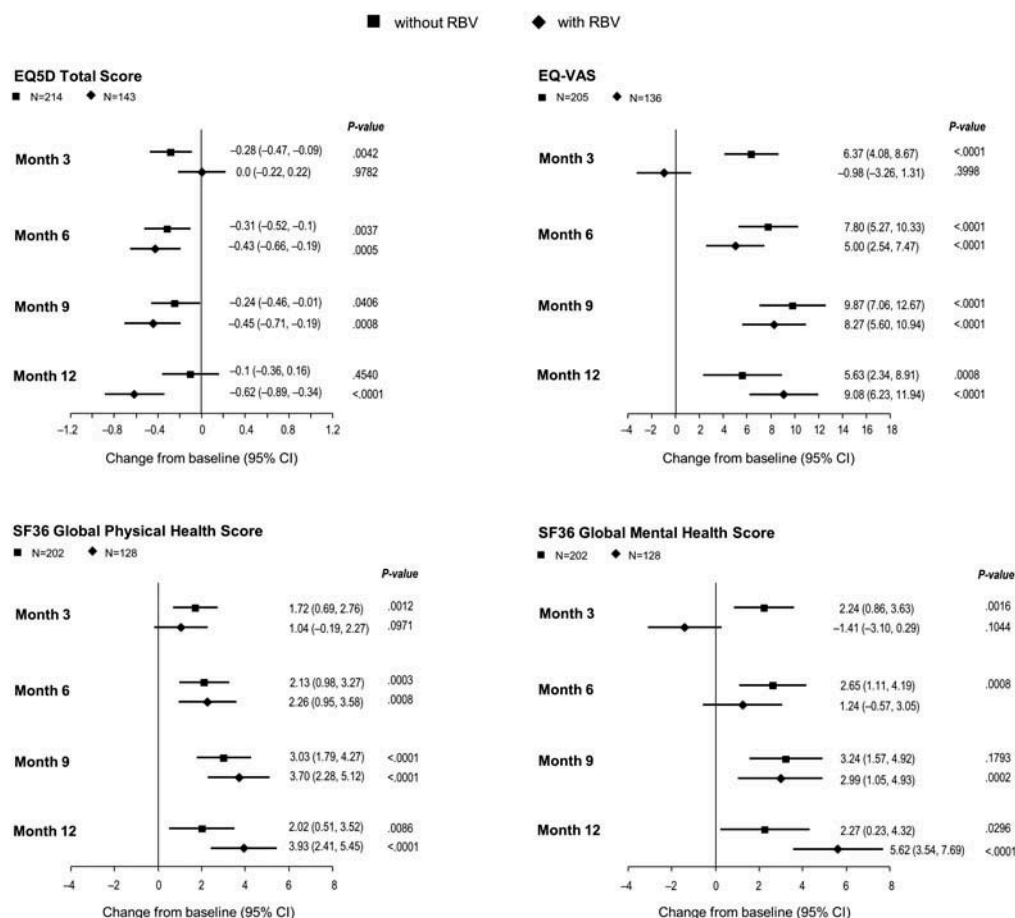 ■ without RBV ◆ with RBV
EQ5D Total Score
■ N=214 ◆ N=143
P-value
Month 3
−0.28 (−0.47, −0.09) .0042
0.0 (−0.22, 0.22) .9782
Month 6
−0.31 (−0.52, −0.1) .0037
−0.43 (−0.66, −0.19) .0005
Month 9
−0.24 (−0.46, −0.01) .0406
−0.45 (−0.71, −0.19) .0008
Month 12
−0.1 (−0.36, 0.16) .4540
−0.62 (−0.89, −0.34) <.0001
−1.2 −0.8 −0.4 0 0.4 0.8 1.2
Change from baseline (95% CI)
EQ-VAS
■ N=205 ◆ N=136
P-value
Month 3
6.37 (4.08, 8.67) <.0001
−0.98 (−3.26, 1.31) .3998
Month 6
7.80 (5.27, 10.33) <.0001
5.00 (2.54, 7.47) <.0001
Month 9
9.87 (7.06, 12.67) <.0001
8.27 (5.60, 10.94) <.0001
Month 12
5.63 (2.34, 8.91) .0008
9.08 (6.23, 11.94) <.0001
−4 −2 0 2 4 6 8 10 12 14 16 18
Change from baseline (95% CI)
SF36 Global Physical Health Score
■ N=202 ◆ N=128
P-value
Month 3
1.72 (0.69, 2.76) .0012
1.04 (−0.19, 2.27) .0971
Month 6
2.13 (0.98, 3.27) .0003
2.26 (0.95, 3.58) .0008
Month 9
3.03 (1.79, 4.27) <.0001
3.70 (2.28, 5.12) <.0001
Month 12
2.02 (0.51, 3.52) .0086
3.93 (2.41, 5.45) <.0001
−4 −2 0 2 4 6 8
Change from baseline (95% CI)
SF36 Global Mental Health Score
■ N=202 ◆ N=128
P-value
Month 3
2.24 (0.86, 3.63) .0016
−1.41 (−3.10, 0.29) .1044
Month 6
2.65 (1.11, 4.19) .0008
1.24 (−0.57, 3.05)
Month 9
3.24 (1.57, 4.92) .1793
2.99 (1.05, 4.93) .0002
Month 12
2.27 (0.23, 4.32) .0296
5.62 (3.54, 7.69) <.0001
−4 −2 0 2 4 6 8
Change from baseline (95% CI)